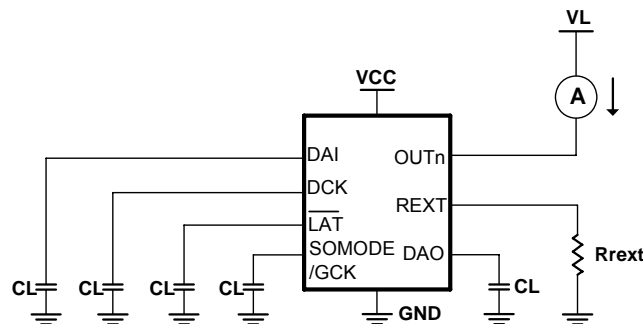 VL
A
VCC
DAI
OUTn
DCK
REXT
LAT
SOMODE
/GCK
DAO
Rrext
CL
CL
CL
CL
CL
GND